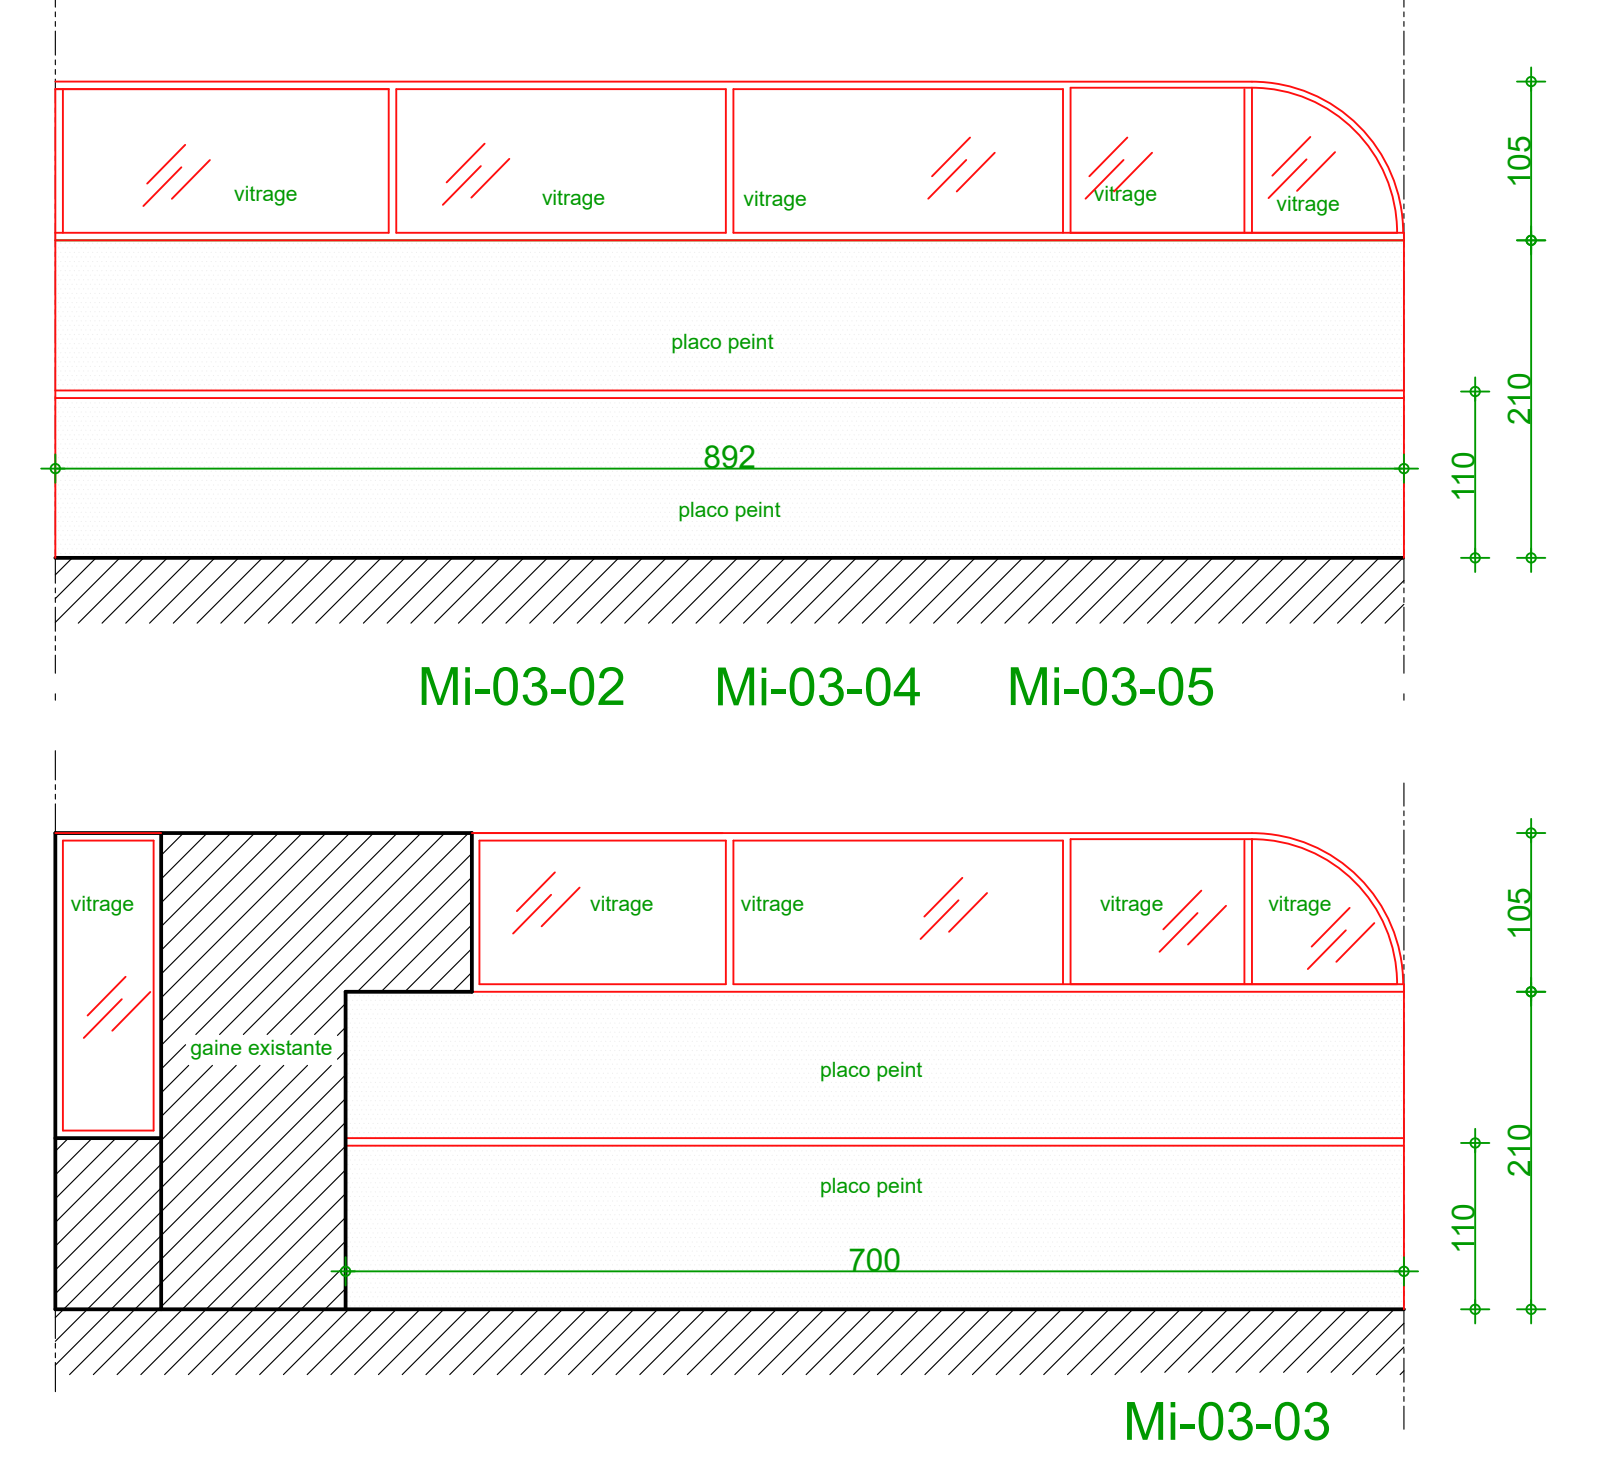 vitrage
vitrage
vitrage
vitrage
vitrage
105
placo peint
210
892
110
placo peint
Mi-03-02 Mi-03-04 Mi-03-05
vitrage
vitrage
vitrage
vitrage
vitrage
105
gaine existante
placo peint
210
placo peint
110
700
Mi-03-03